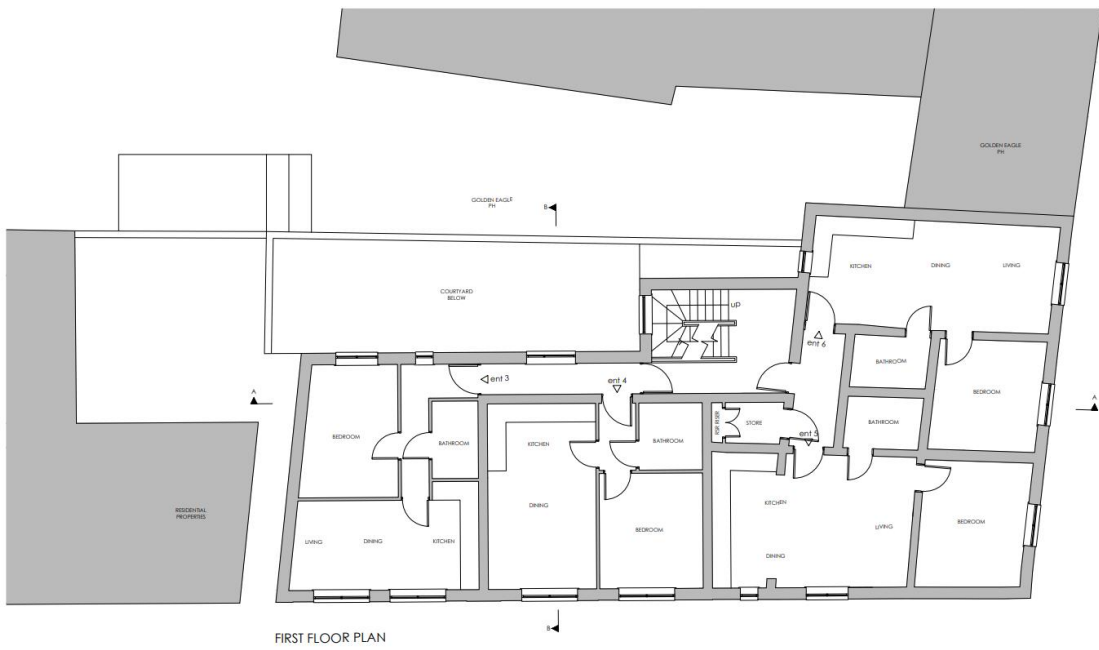 GOLDEN EAGLE
PH
GOLDEN EAGLE
PH
B
KITCHEN
DINING
LIVING
COURTYARD
BELOW
up
ent 6
ent 3
ent 4
BATHROOM
A
A
BEDROOM
BATHROOM
BEDROOM
BATHROOM
KITCHEN
BATHROOM
STORE
ent 5
RESIDENTIAL
PROPERTIES
DINING
KITCHEN
LIVING
BEDROOM
LIVING
DINING
KITCHEN
BEDROOM
DINING
B
FIRST FLOOR PLAN